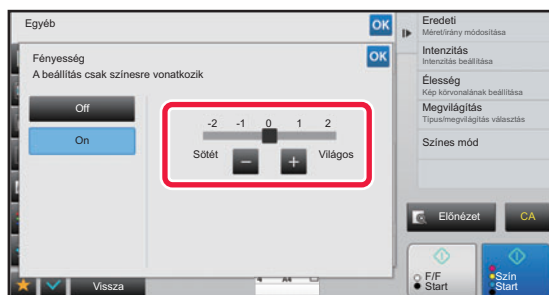 Egyéb
OK
Fényesség
OK
A beállítás csak színesre vonatkozik
Off
On
-2 -1 0 1 2
Sötét
Világos
Vissza
A4
Eredeti
Méret/irány módosítása
Intenzitás
Intenzitás beállítása
Élesség
Kép körvonalának beállítása
Megvilágítás
Típus/megvilágítás választás
Színes mód
Előnézet
CA
F/F
Start
Szín
Start